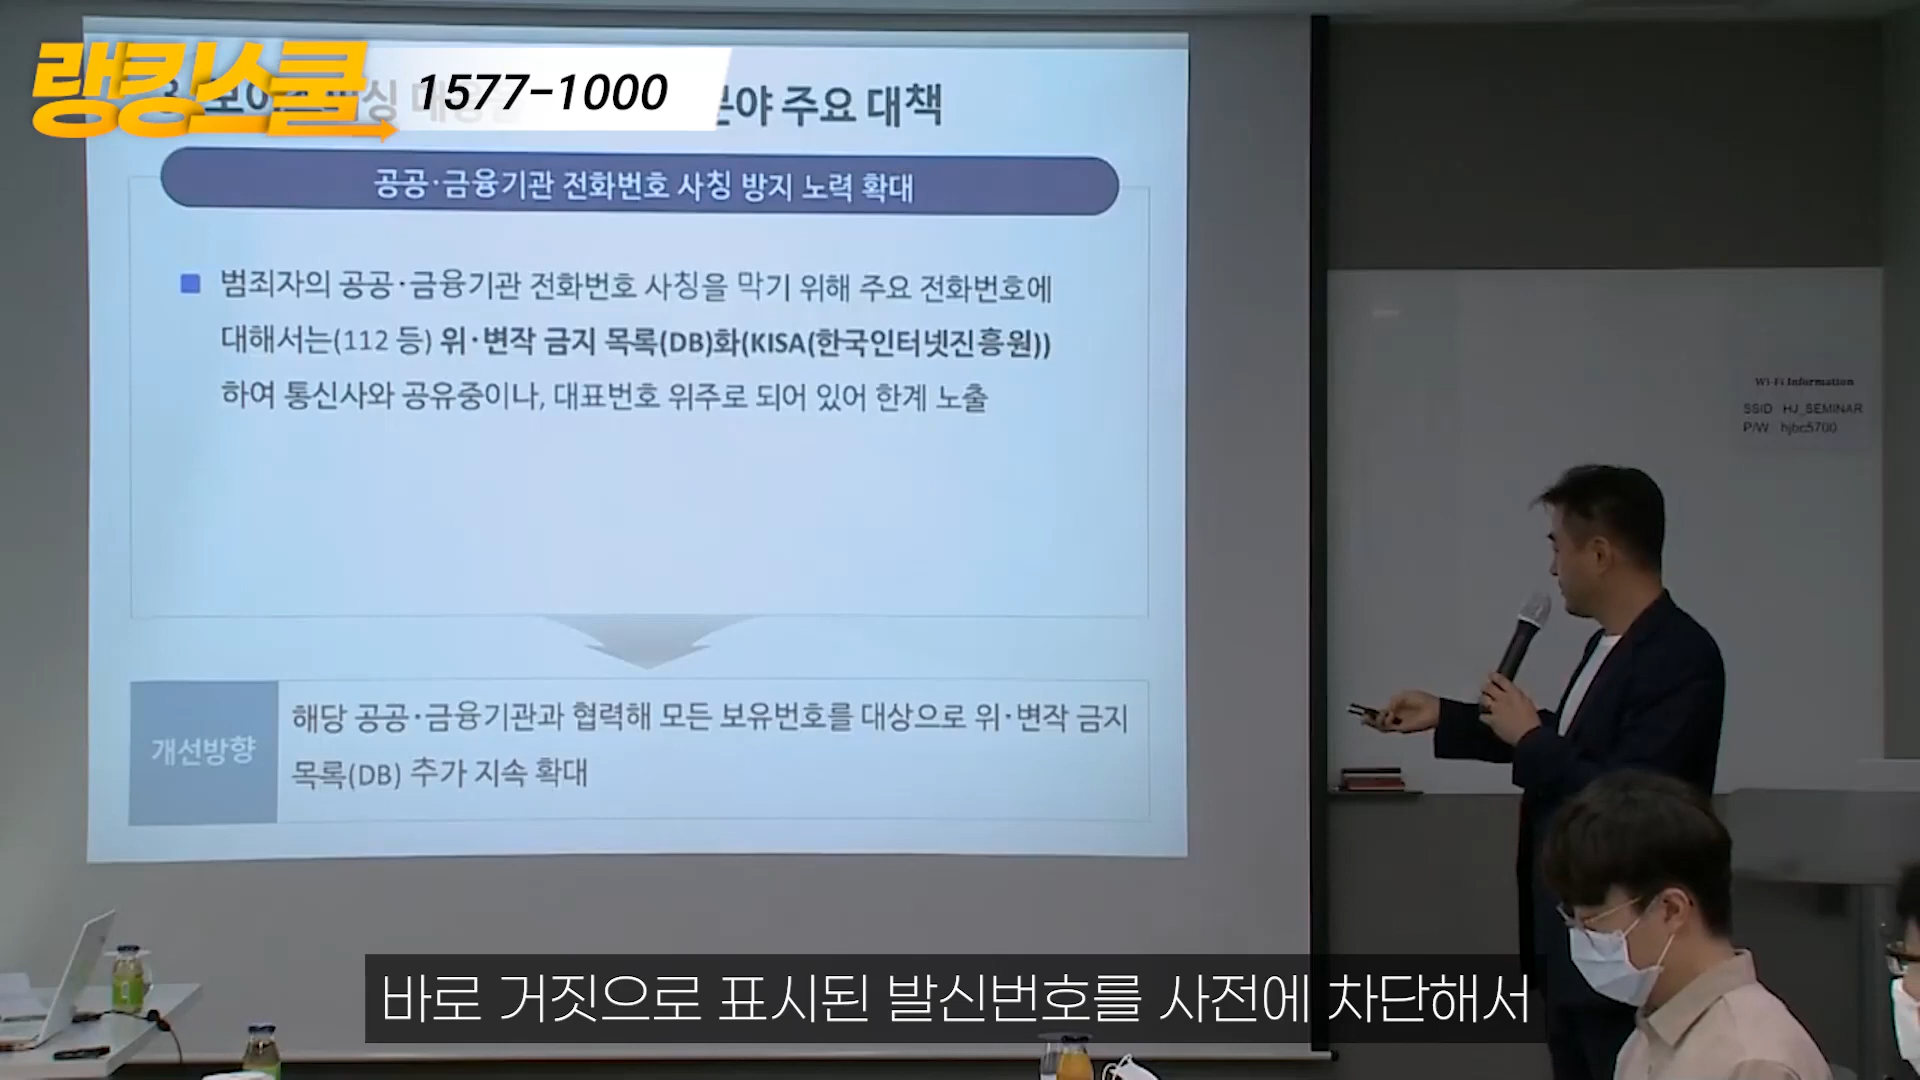 랭킹스쿨
1577-1000
주요 대책
공공·금융기관 전화번호 사칭 방지 노력 확대
범죄자의 공공·금융기관 전화번호 사칭을 막기 위해 주요 전화번호에
대해서는(112 등) 위·변작 금지 목록(DB)화(KISA(한국인터넷진흥원))
하여 통신사와 공유중이나, 대표번호 위주로 되어 있어 한계 노출
개선방향
해당 공공·금융기관과 협력해 모든 보유번호를 대상으로 위·변작 금지
목록(DB) 추가 지속 확대
Wi-Fi Information
SSID HJ_SEMINAR
P/W hjbc5700
바로 거짓으로 표시된 발신번호를 사전에 차단해서